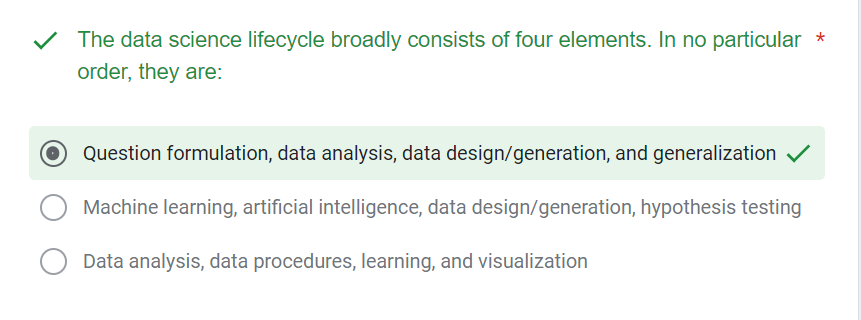 The data science lifecycle broadly consists of four elements. In no particular *
order, they are:
Question formulation, data analysis, data design/generation, and generalization
Machine learning, artificial intelligence, data design/generation, hypothesis testing
Data analysis, data procedures, learning, and visualization